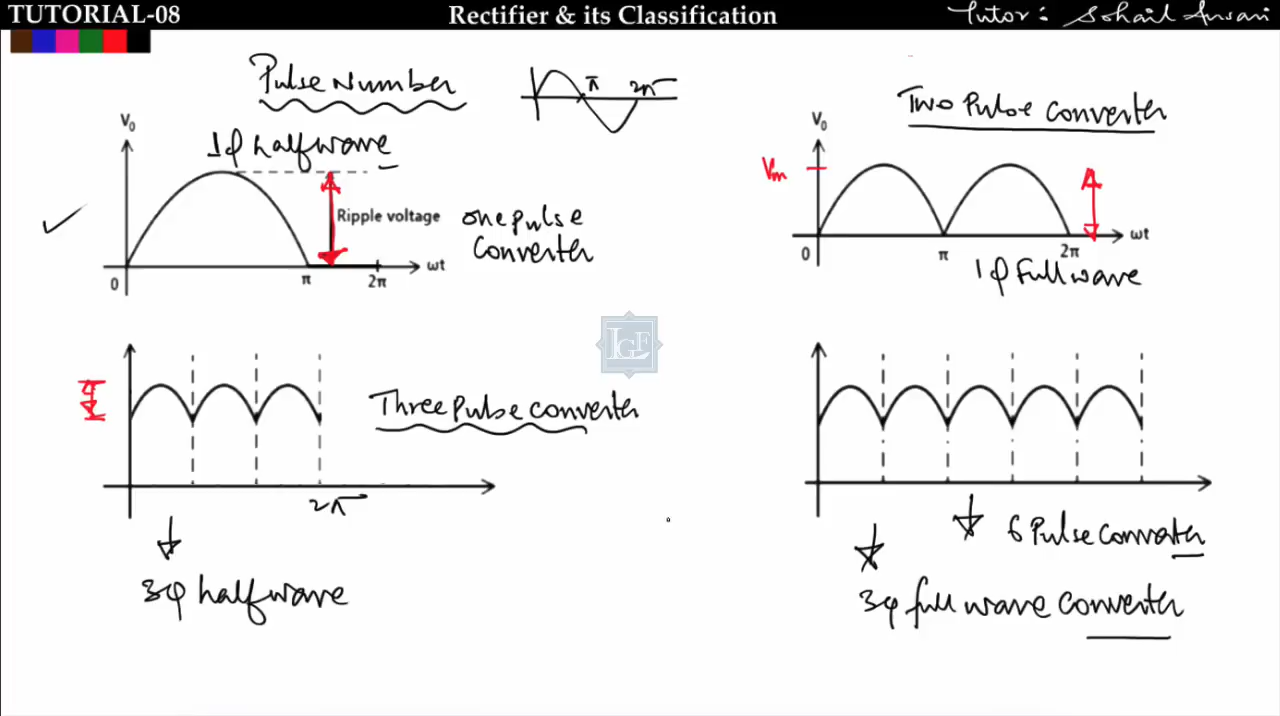 TUTORIAL-08
Rectifier & its Classification
Tutor: Sohail Ansari
Pulse Number
π
2π
Two Pulse Converter
V₀
1φ halfwave
Ripple voltage
one pulse
Converter
ωt
0
π
2π
V₀
Vm
ωt
0
π
2π
1φ Fullwave
LGF
Three Pulse converter
2π
3φ halfwave
6 Pulse Converter
3φ full wave converter